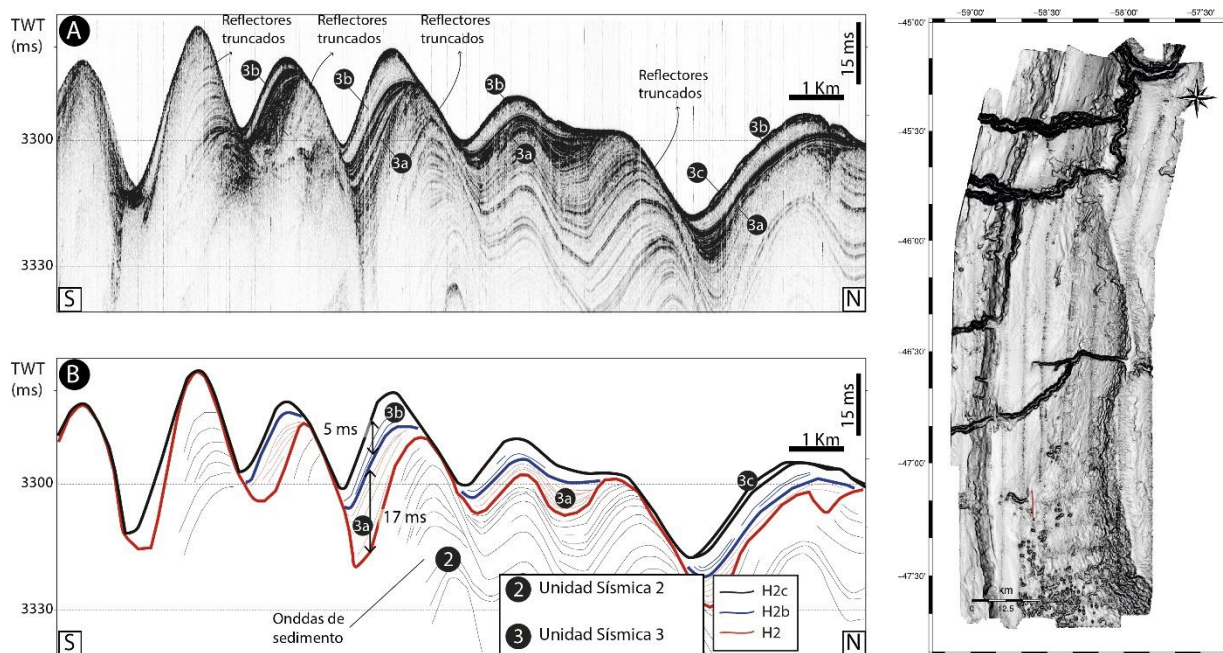 TWT
(ms)
A
Reflectores
truncados
Reflectores
truncados
Reflectores
truncados
Reflectores
truncados
15 ms
1 Km
3b
3b
3b
3b
3a
3a
3c
3a
3300
3330
S
N
TWT
(ms)
B
15 ms
1 Km
5 ms
3b
3a
17 ms
3a
3c
2
3300
3330
Onddas de
sedimento
2 Unidad Sísmica 2
3 Unidad Sísmica 3
H2c
H2b
H2
S
N
-59°00'
-58°30'
-58°00'
-57°30'
-45°00'
-45°30'
-46°00'
-46°30'
-47°00'
-47°30'
km
0
12.5